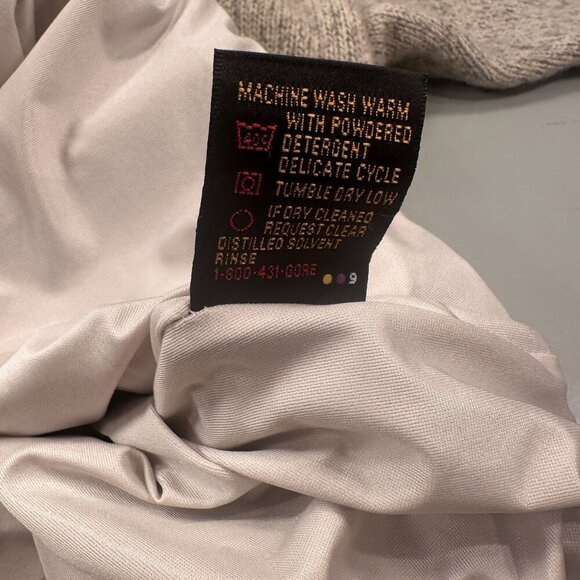 MACHINE WASH WARM
WITH POWDERED
DETERGENT
DELICATE CYCLE
TUMBLE DRY LOW
IF DRY CLEANED
REQUEST CLEAR
DISTILLED SOLVENT
RINSE
1-800-431-GORE
9